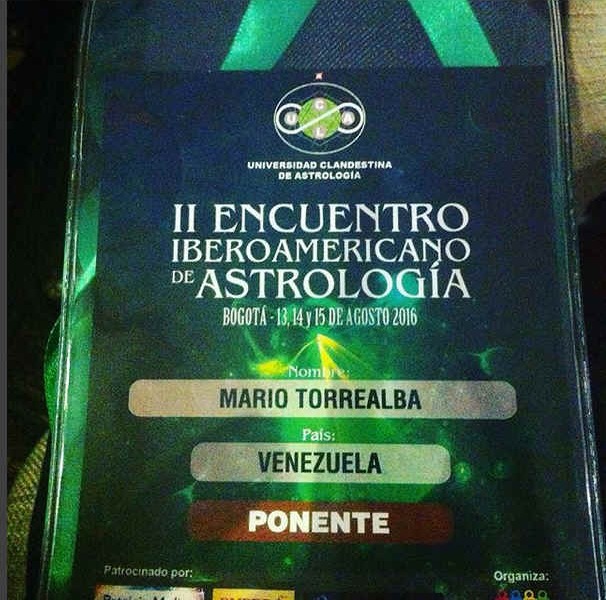 U C A
L
UNIVERSIDAD CLANDESTINA
DE ASTROLOGÍA
II ENCUENTRO
IBEROAMERICANO
DE ASTROLOGÍA
BOGOTÁ - 13, 14 y 15 DE AGOSTO 2016
Nombre:
MARIO TORREALBA
País:
VENEZUELA
PONENTE
Patrocinado por:
Organiza: